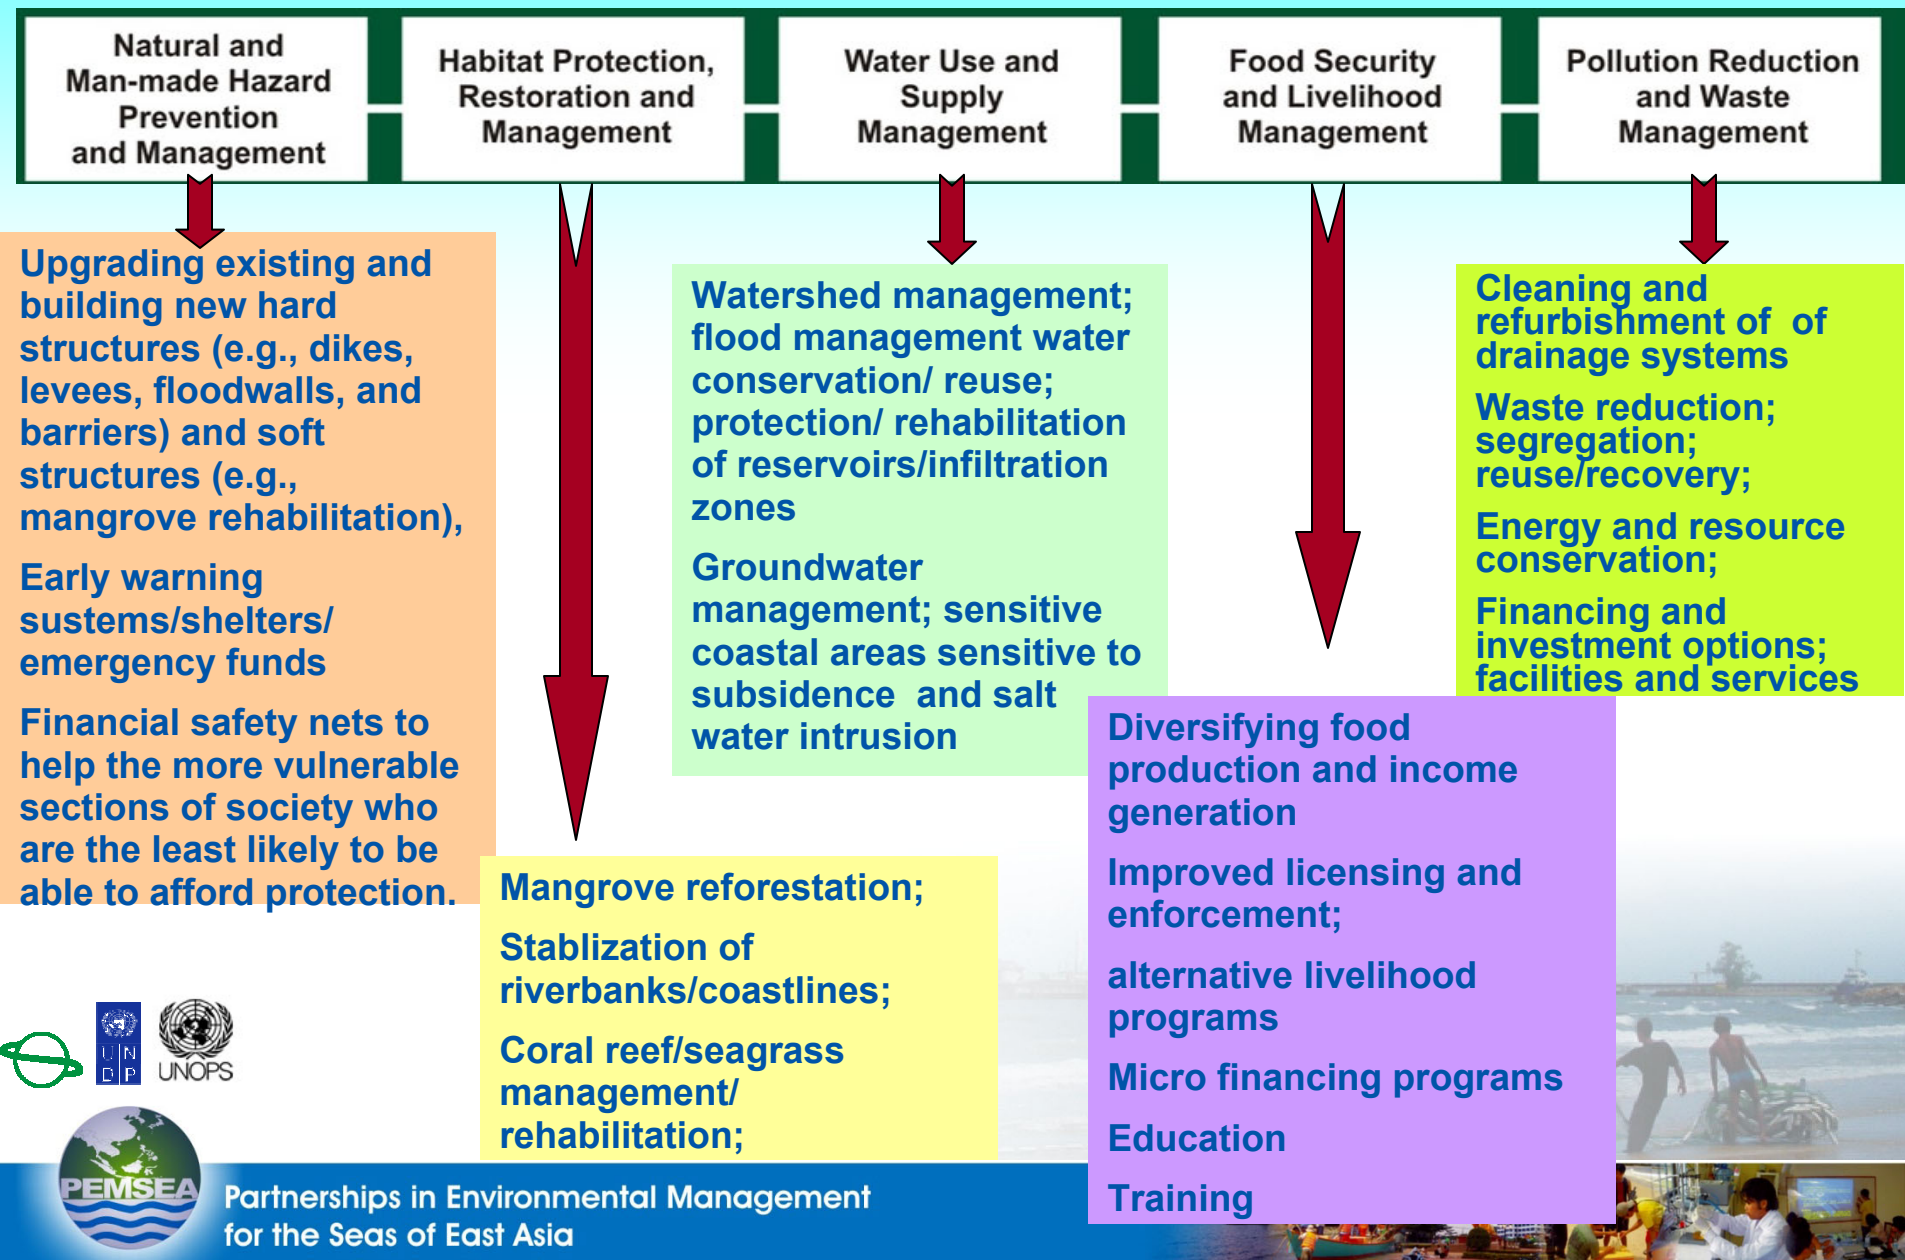 Natural and
Man-made Hazard
Prevention
and Management
Habitat Protection,
Restoration and
Management
Water Use and
Supply
Management
Food Security
and Livelihood
Management
Pollution Reduction
and Waste
Management
Upgrading existing and
building new hard
structures (e.g., dikes,
levees, floodwalls, and
barriers) and soft
structures (e.g.,
mangrove rehabilitation),
Early warning
sustems/shelters/
emergency funds
Financial safety nets to
help the more vulnerable
sections of society who
are the least likely to be
able to afford protection.
Mangrove reforestation;
Stablization of
riverbanks/coastlines;
Coral reef/seagrass
management/
rehabilitation;
Watershed management;
flood management water
conservation/ reuse;
protection/ rehabilitation
of reservoirs/infiltration
zones
Groundwater
management; sensitive
coastal areas sensitive to
subsidence  and salt
water intrusion
Diversifying food
production and income
generation
Improved licensing and
enforcement;
alternative livelihood
programs
Micro financing programs
Education
Training
Cleaning and
refurbishment of  of
drainage systems
Waste reduction;
segregation;
reuse/recovery;
Energy and resource
conservation;
Financing and
investment options;
facilities and services
U N
D P
UNOPS
PEMSEA
Partnerships in Environmental Management
for the Seas of East Asia